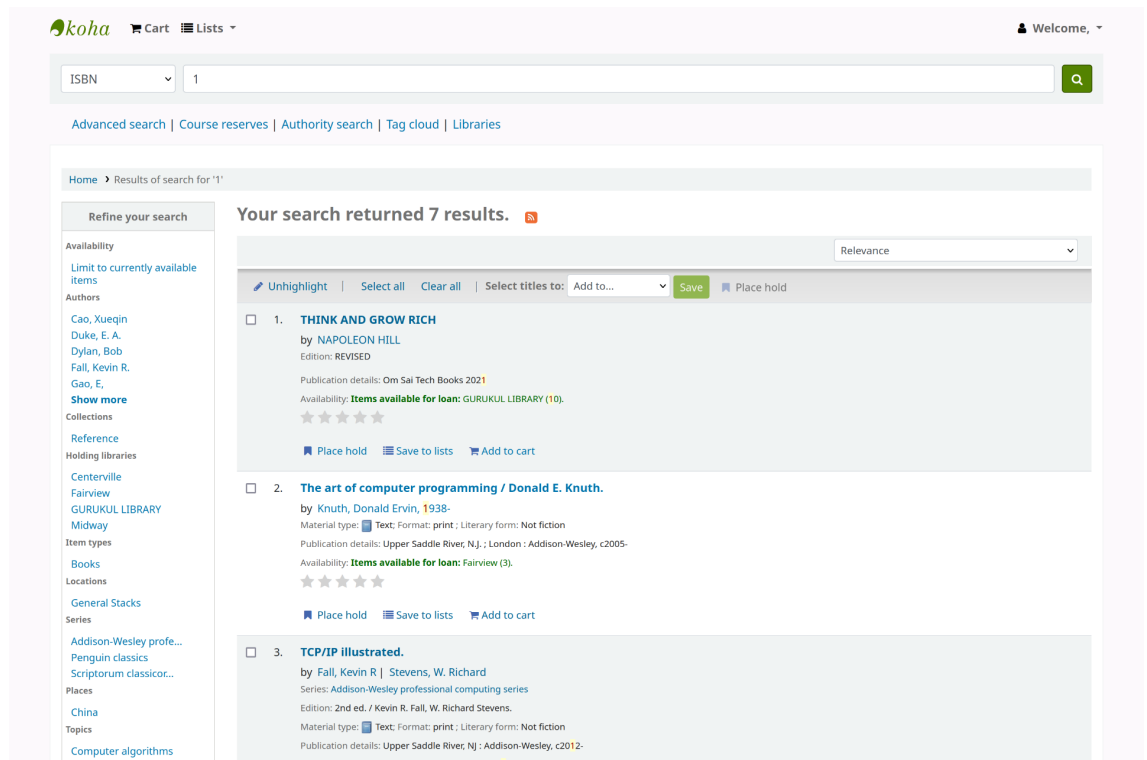 koha Cart Lists Welcome,
ISBN 1
Advanced search | Course reserves | Authority search | Tag cloud | Libraries
Home Results of search for '1'
Refine your search
Availability
Limit to currently available
items
Authors
Cao, Xueqin
Duke, E. A.
Dylan, Bob
Fall, Kevin R.
Gao, E,
Show more
Collections
Reference
Holding libraries
Centerville
Fairview
GURUKUL LIBRARY
Midway
Item types
Books
Locations
General Stacks
Series
Addison-Wesley profe...
Penguin classics
Scriptorum classicor...
Places
China
Topics
Computer algorithms
Your search returned 7 results.
Relevance
Unhighlight | Select all Clear all | Select titles to: Add to... Save Place hold
1. THINK AND GROW RICH
by NAPOLEON HILL
Edition: REVISED
Publication details: Om Sai Tech Books 2021
Availability: Items available for loan: GURUKUL LIBRARY (10).
Place hold Save to lists Add to cart
2. The art of computer programming / Donald E. Knuth.
by Knuth, Donald Ervin, 1938-
Material type: Text; Format: print ; Literary form: Not fiction
Publication details: Upper Saddle River, N.J. ; London : Addison-Wesley, c2005-
Availability: Items available for loan: Fairview (3).
Place hold Save to lists Add to cart
3. TCP/IP illustrated.
by Fall, Kevin R | Stevens, W. Richard
Series: Addison-Wesley professional computing series
Edition: 2nd ed. / Kevin R. Fall, W. Richard Stevens.
Material type: Text; Format: print ; Literary form: Not fiction
Publication details: Upper Saddle River, NJ : Addison-Wesley, c2012-